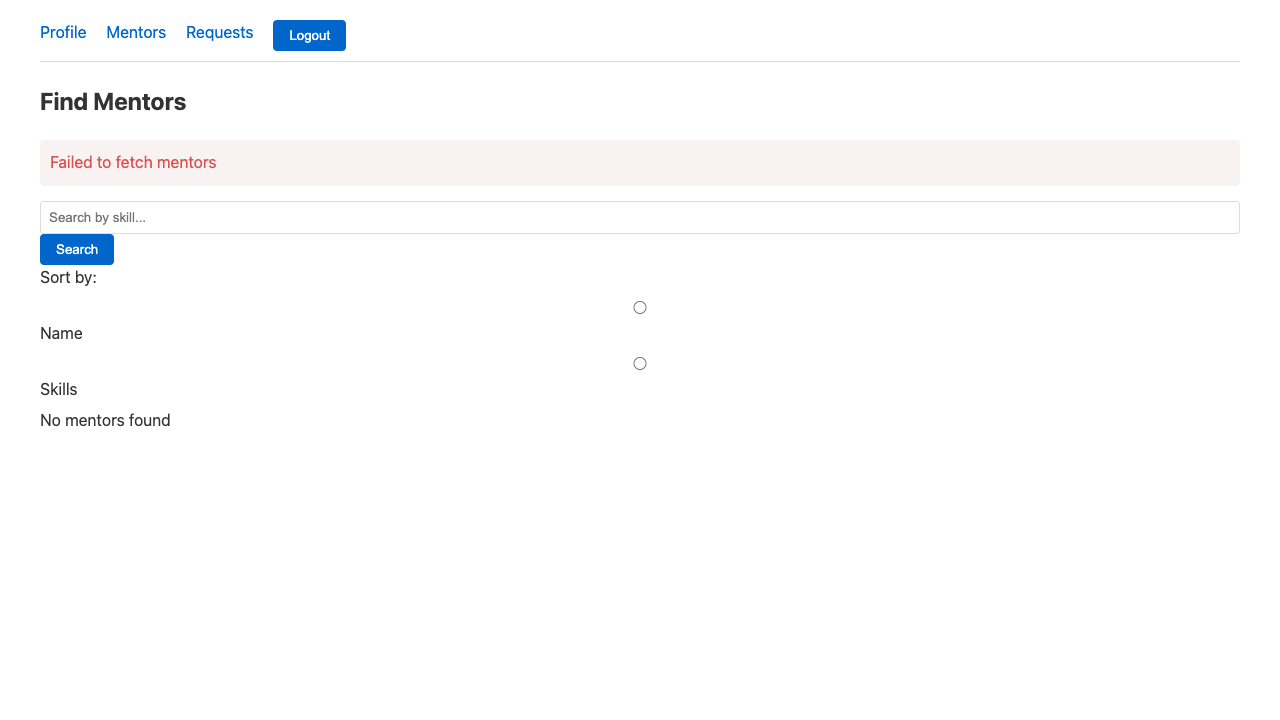 Profile Mentors Requests Logout
Find Mentors
Failed to fetch mentors
Search by skill...
Search
Sort by:
Name
Skills
No mentors found